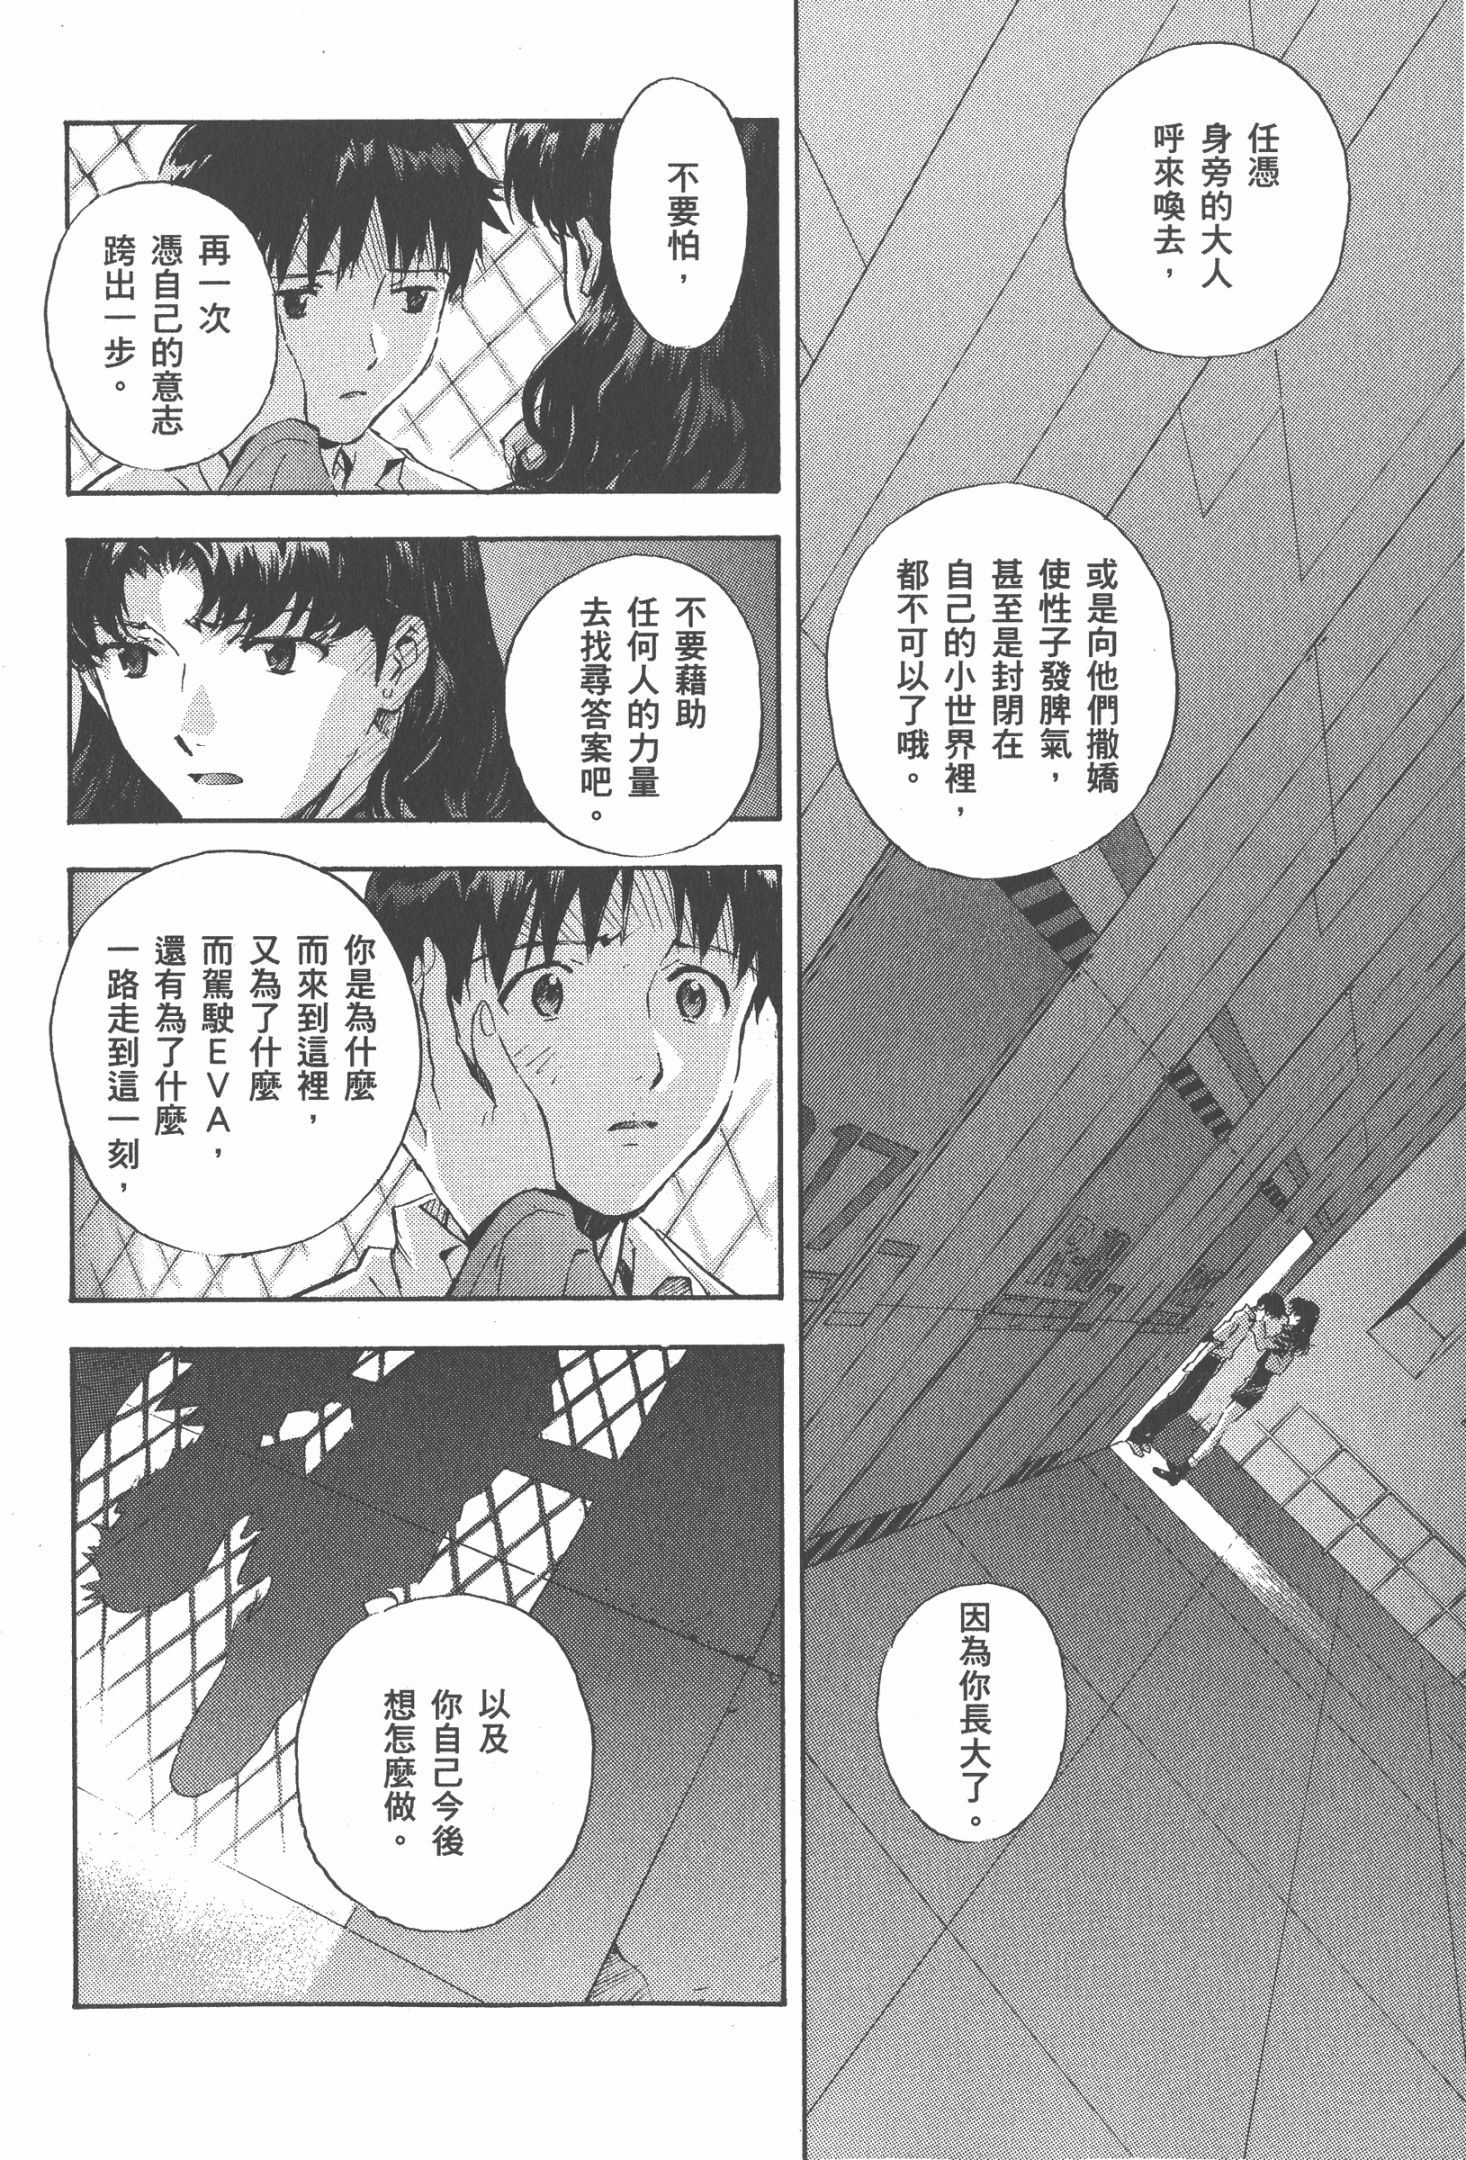 任憑
身旁的大人
呼來喚去，
或是向他們撒嬌
使性子發脾氣，
甚至是封閉在
自己的小世界裡，
都不可以了哦。
因為你長大了。
不要怕，
再一次
憑自己的意志
跨出一步。
不要藉助
任何人的力量
去找尋答案吧。
你是為什麼
而來到這裡，
又為了什麼
而駕駛EVA，
還有為了什麼
一路走到這一刻，
以及
你自己今後
想怎麼做。